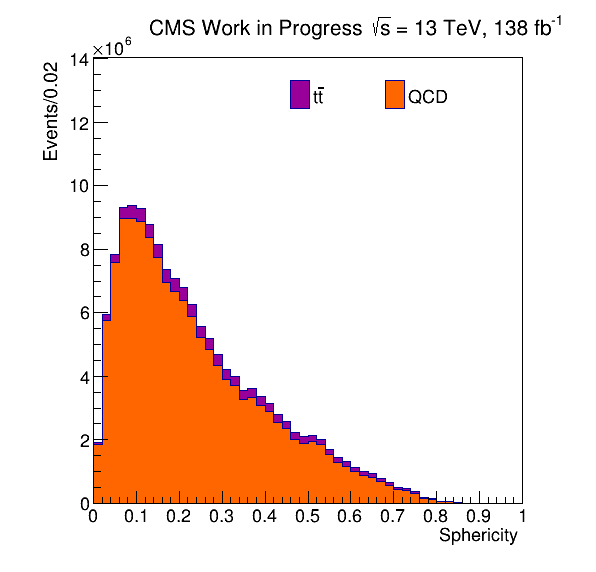 CMS Work in Progress √s = 13 TeV, 138 fb⁻¹
×10⁶
Events/0.02
14
12
10
8
6
4
2
0
tt̄
QCD
0 0.1 0.2 0.3 0.4 0.5 0.6 0.7 0.8 0.9 1
Sphericity